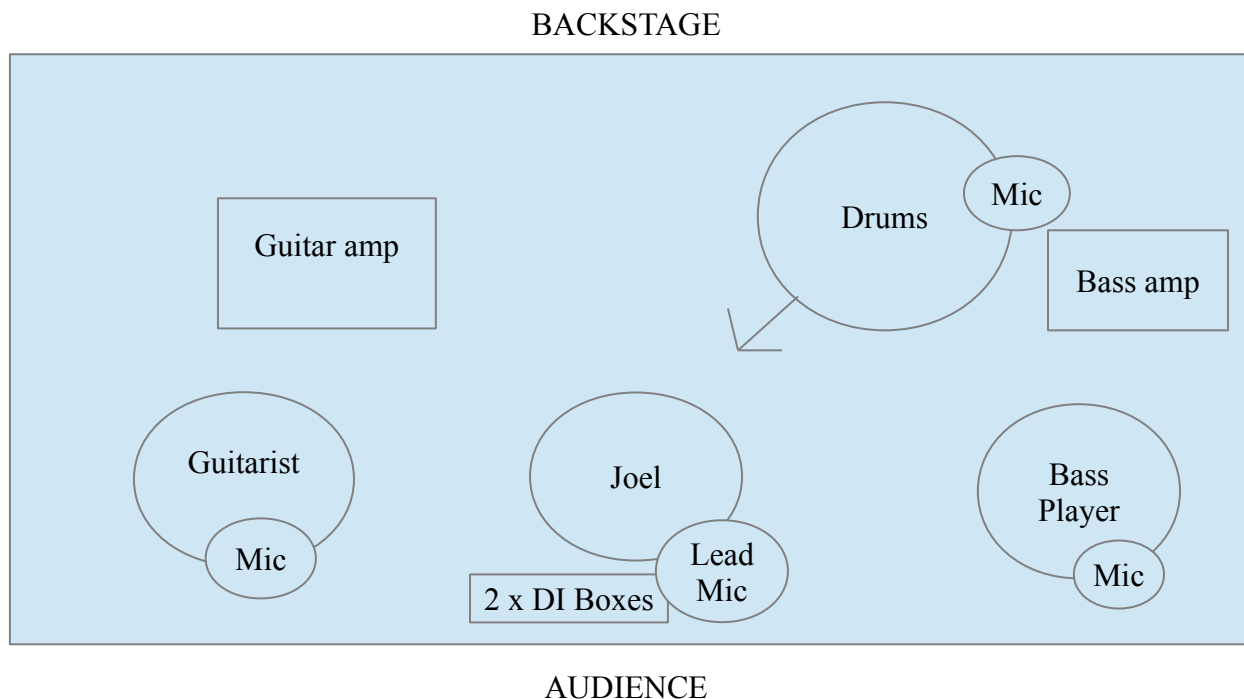 BACKSTAGE
Mic
Drums
Guitar amp
Bass amp
Guitarist
Joel
Bass
Player
Mic
Lead
Mic
Mic
2 x DI Boxes
AUDIENCE